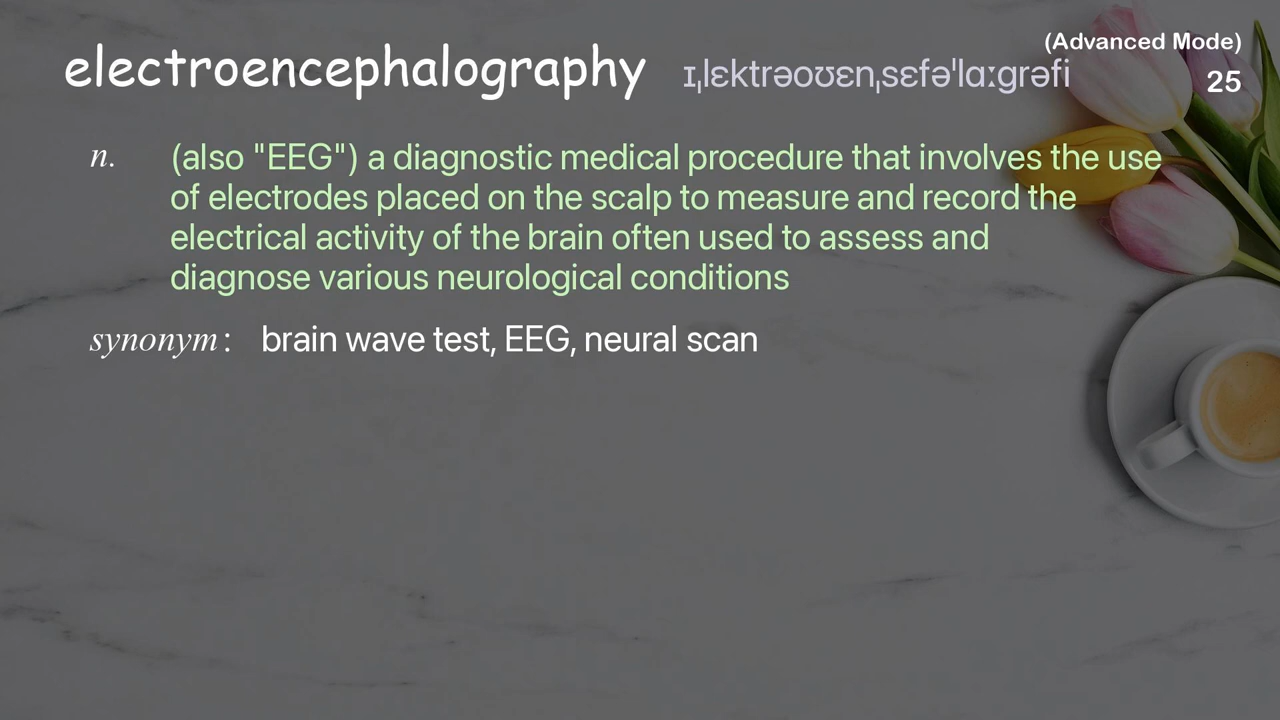 (Advanced Mode)
electroencephalography ɪˌlɛktrəoʊɛnˌsɛfəˈlɑːgrəfi 25
n. (also "EEG") a diagnostic medical procedure that involves the use
of electrodes placed on the scalp to measure and record the
electrical activity of the brain often used to assess and
diagnose various neurological conditions
synonym: brain wave test, EEG, neural scan